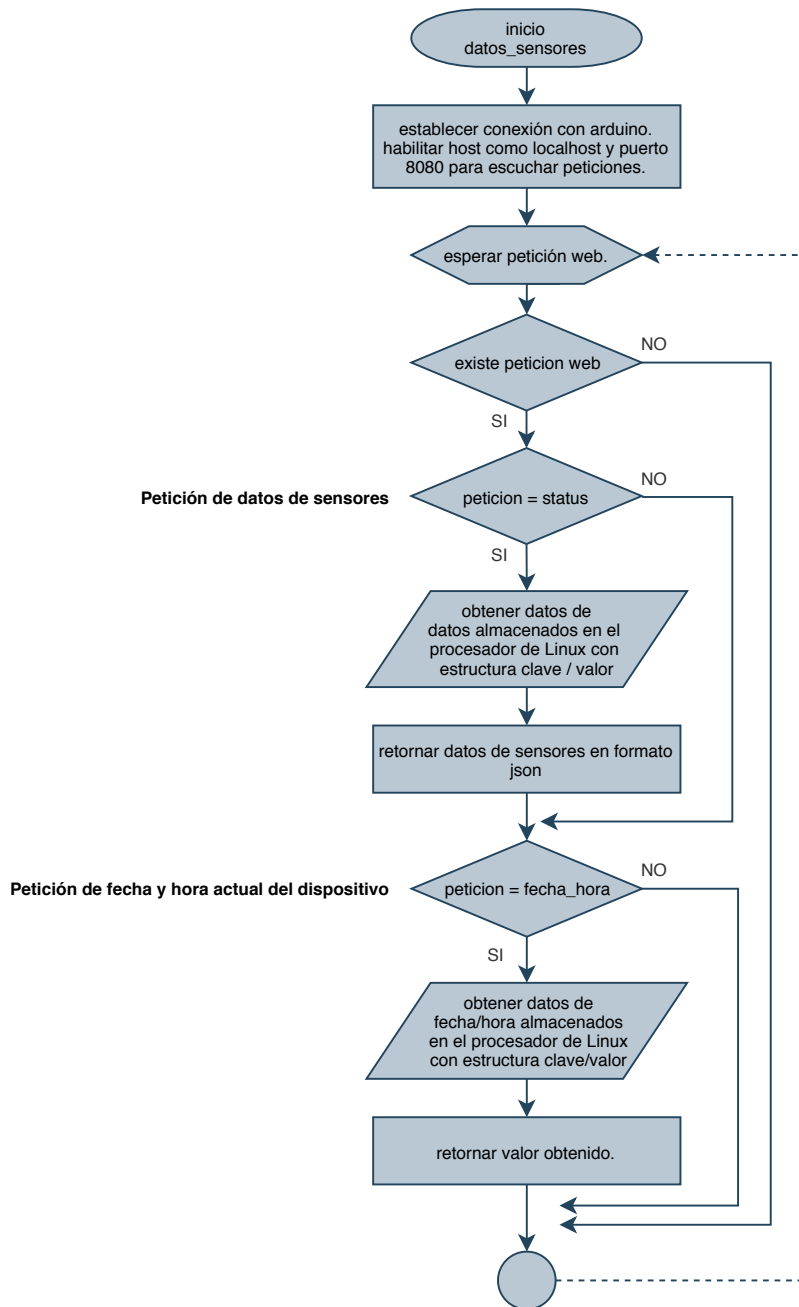 inicio
datos_sensores
establecer conexión con arduino.
habilitar host como localhost y puerto
8080 para escuchar peticiones.
esperar petición web.
existe peticion web
NO
SI
Petición de datos de sensores
peticion = status
NO
SI
obtener datos de
datos almacenados en el
procesador de Linux con
estructura clave / valor
retornar datos de sensores en formato
json
Petición de fecha y hora actual del dispositivo
peticion = fecha_hora
NO
SI
obtener datos de
fecha/hora almacenados
en el procesador de Linux
con estructura clave/valor
retornar valor obtenido.